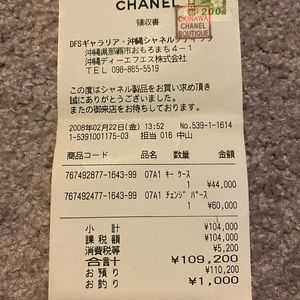 CHANEL
領収書
200
OKINAWA
CHANEL
BOUTIQUE
DFSギャラリア・沖縄シャネルブティック
沖縄県那覇市おもろまち4-1
沖縄ディーエフエス株式会社
TEL 098-865-5519
この度はシャネル製品をお買い求め頂き
誠にありがとうございました。
またの御来店をお待ちしております。
2008年02月22日(金) 13:52 No.539-1-1614
1-5391001175-03 担当 016 中山
商品コード 品名 数量 金額
767492877-1643-99 07A1 キー ケース
1 ¥44,000
767492477-1643-99 07A1 チェンジ パース
1 ¥60,000
小計 ¥104,000
課税額 ¥104,000
消費税等 ¥5,200
合計 ¥109,200
お預り ¥110,200
お釣り ¥1,000